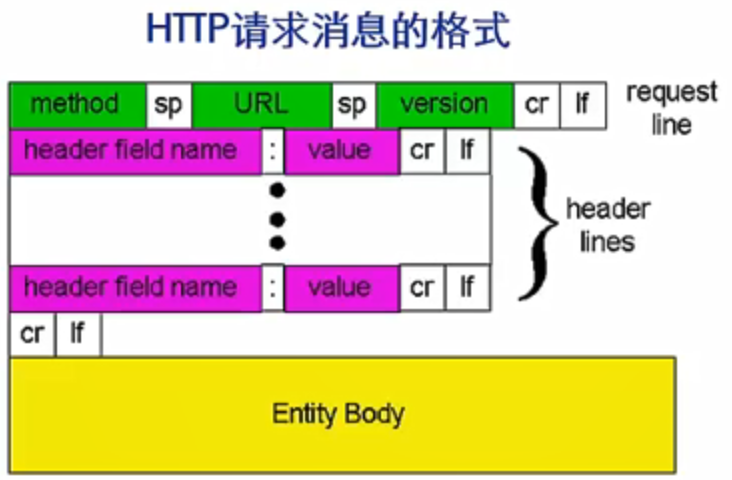 HTTP请求消息的格式
method sp URL sp version cr lf request line
header field name : value cr lf
header lines
header field name : value cr lf
cr lf
Entity Body